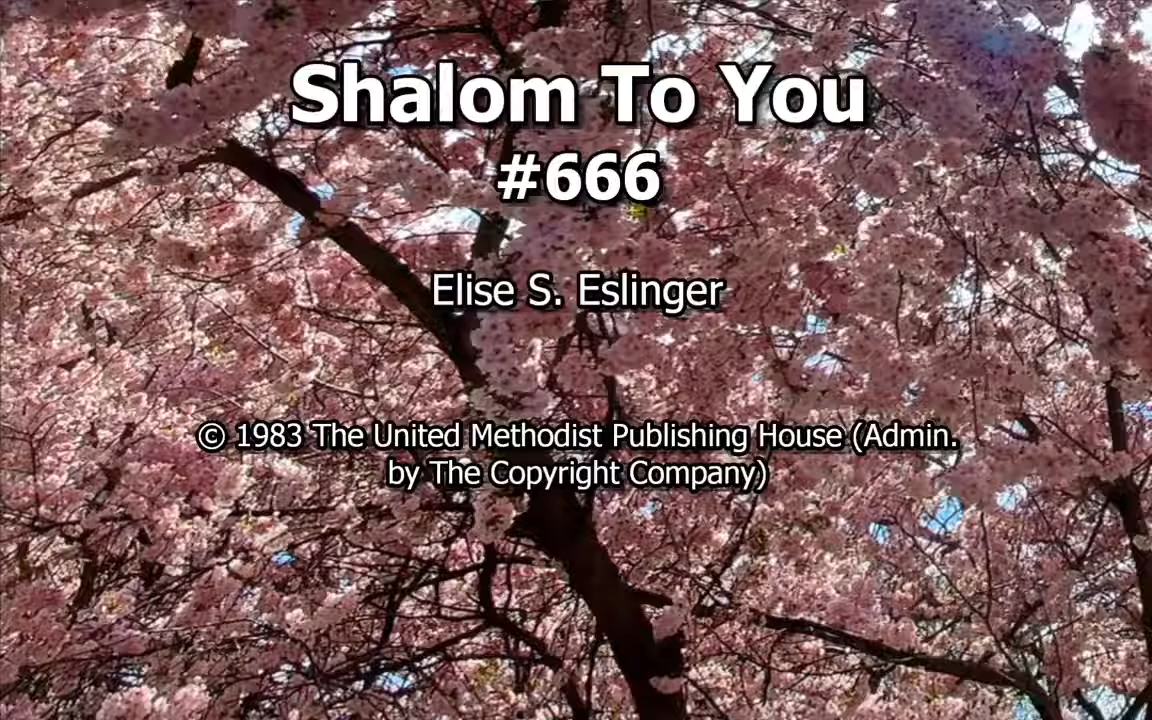 Shalom To You
#666
Elise S. Eslinger
© 1983 The United Methodist Publishing House (Admin.
by The Copyright Company)